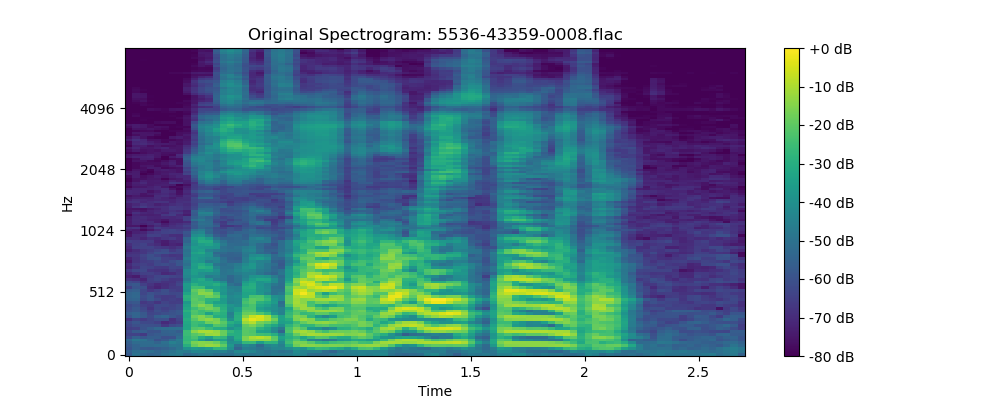 Original Spectrogram: 5536-43359-0008.flac
Hz
4096
2048
1024
512
0
0 0.5 1 1.5 2 2.5
Time
+0 dB
-10 dB
-20 dB
-30 dB
-40 dB
-50 dB
-60 dB
-70 dB
-80 dB